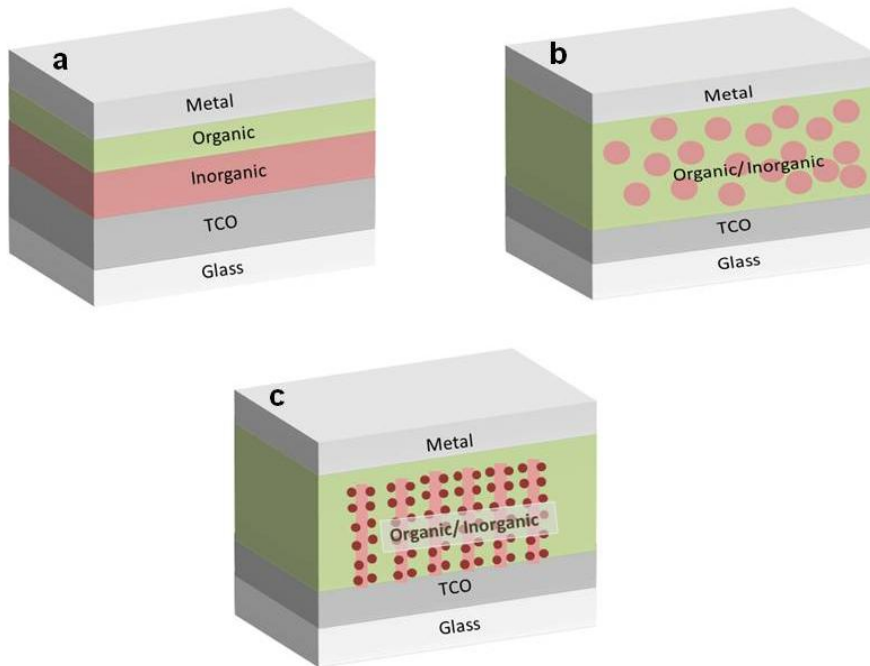 a
Metal
Organic
Inorganic
TCO
Glass
b
Metal
Organic/ Inorganic
TCO
Glass
c
Metal
Organic/ Inorganic
TCO
Glass